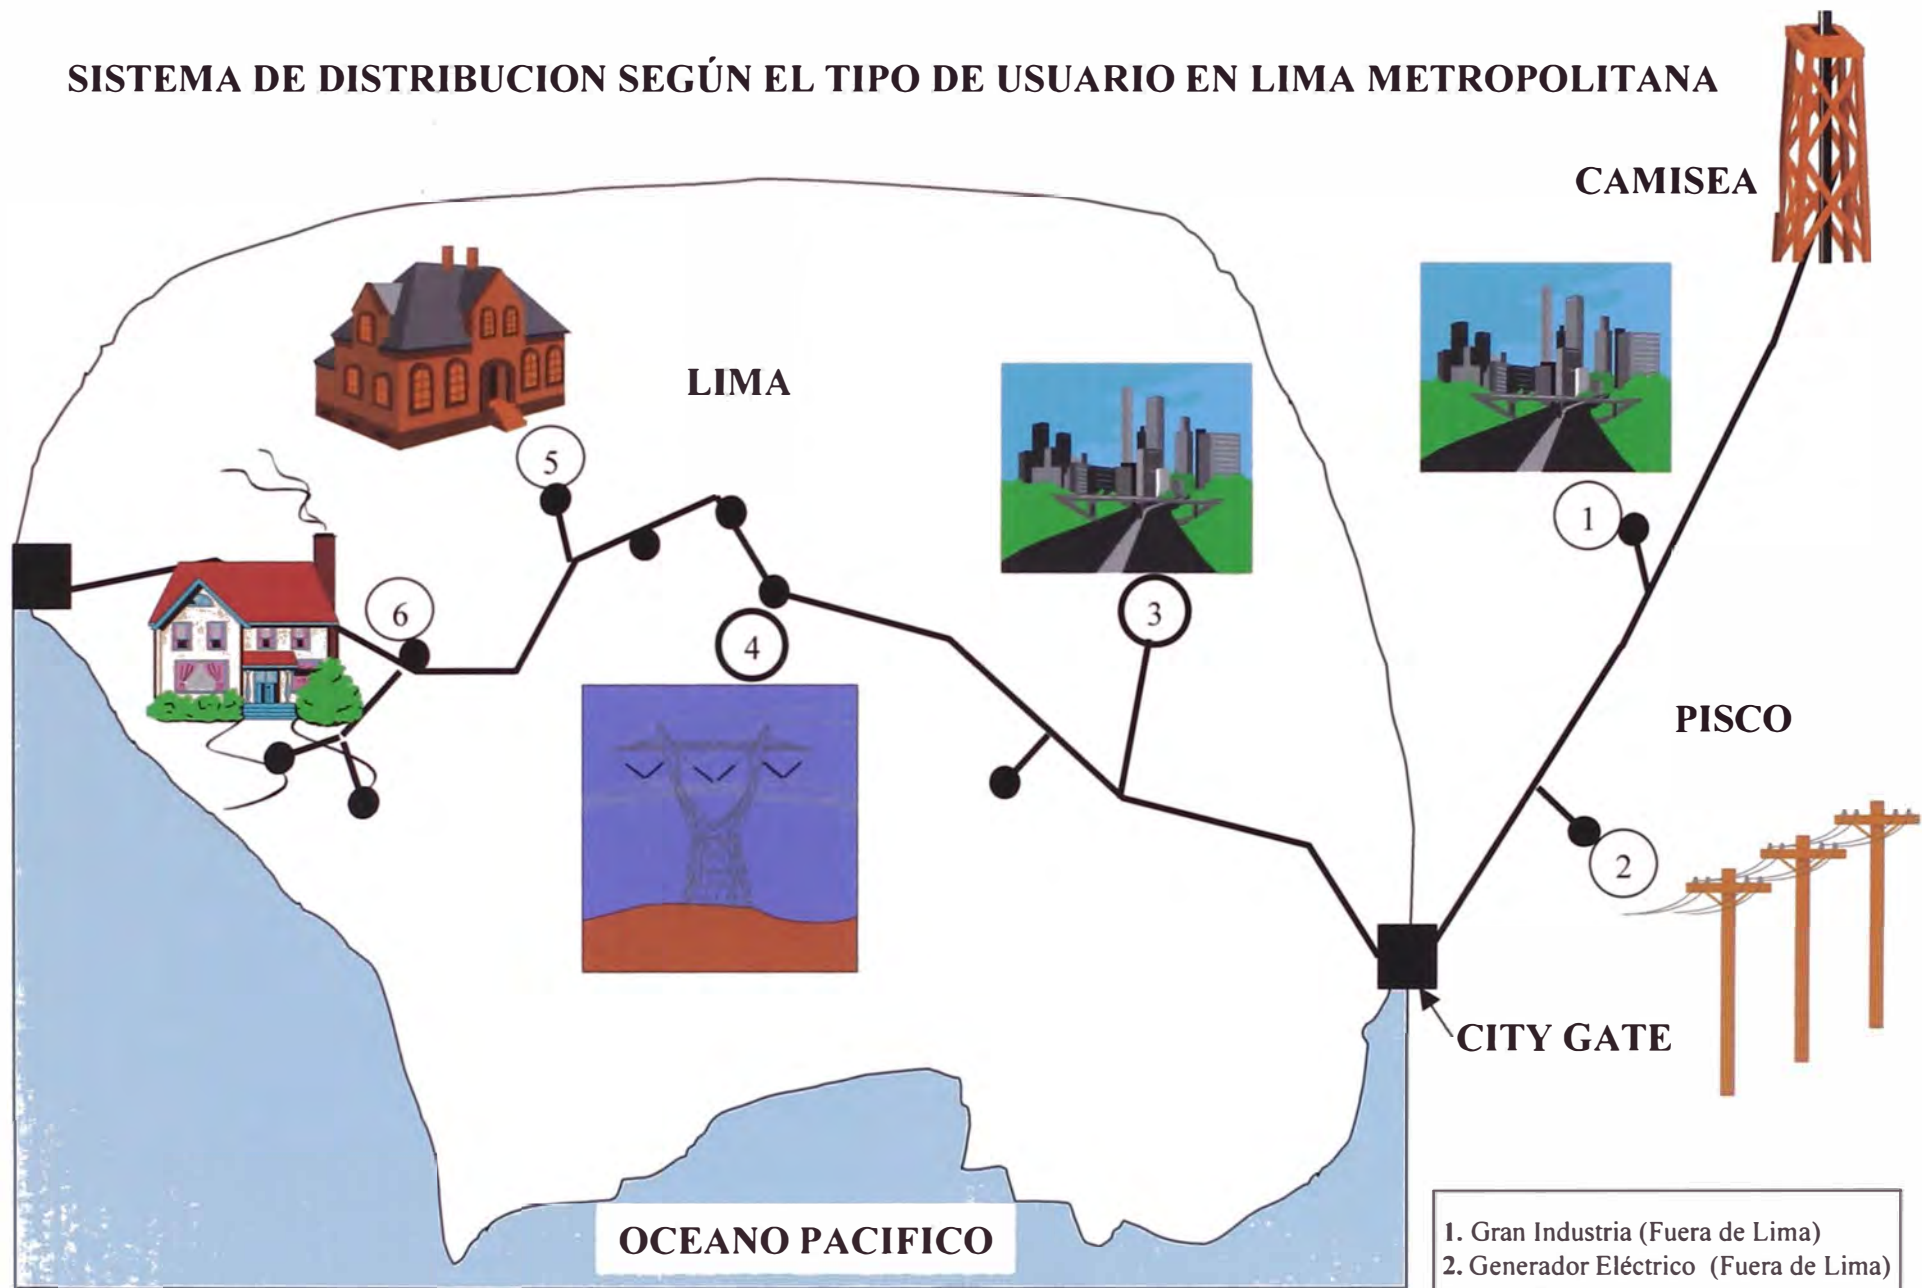 SISTEMA DE DISTRIBUCION SEGÚN EL TIPO DE USUARIO EN LIMA METROPOLITANA
CAMISEA
LIMA
5
1
6
3
4
PISCO
2
CITY GATE
OCEANO PACIFICO
1. Gran Industria (Fuera de Lima)
2. Generador Eléctrico (Fuera de Lima)